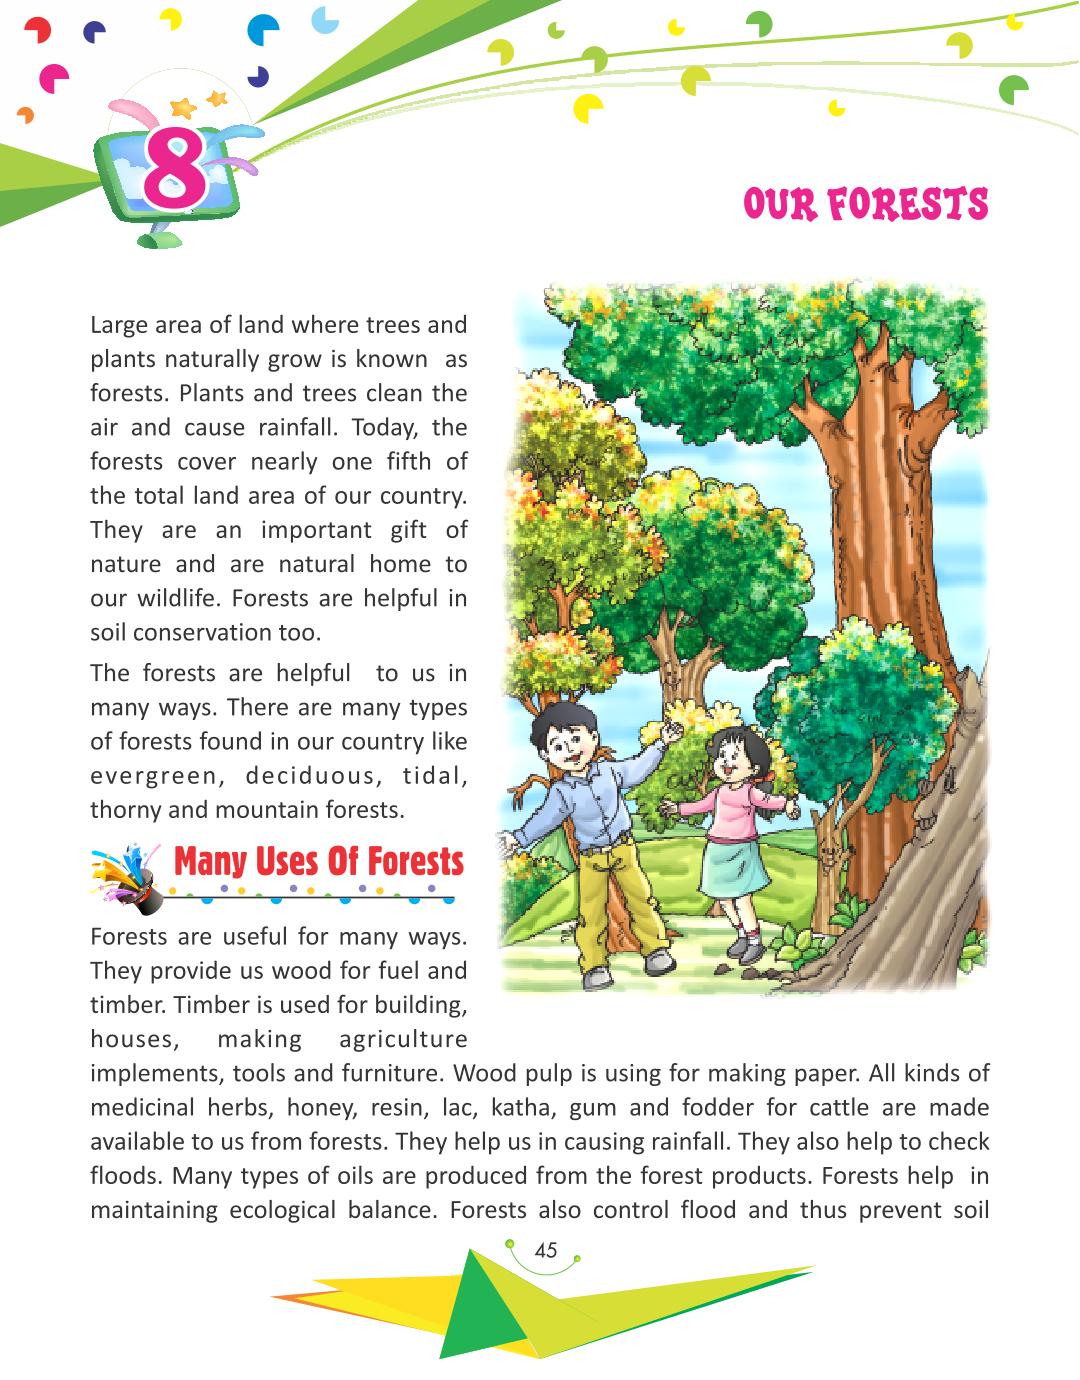 8
OUR FORESTS
Large area of land where trees and
plants naturally grow is known as
forests. Plants and trees clean the
air and cause rainfall. Today, the
forests cover nearly one fifth of
the total land area of our country.
They are an important gift of
nature and are natural home to
our wildlife. Forests are helpful in
soil conservation too.
The forests are helpful to us in
many ways. There are many types
of forests found in our country like
evergreen, deciduous, tidal,
thorny and mountain forests.
Many Uses Of Forests
Forests are useful for many ways.
They provide us wood for fuel and
timber. Timber is used for building,
houses, making agriculture
implements, tools and furniture. Wood pulp is using for making paper. All kinds of
medicinal herbs, honey, resin, lac, katha, gum and fodder for cattle are made
available to us from forests. They help us in causing rainfall. They also help to check
floods. Many types of oils are produced from the forest products. Forests help in
maintaining ecological balance. Forests also control flood and thus prevent soil
45